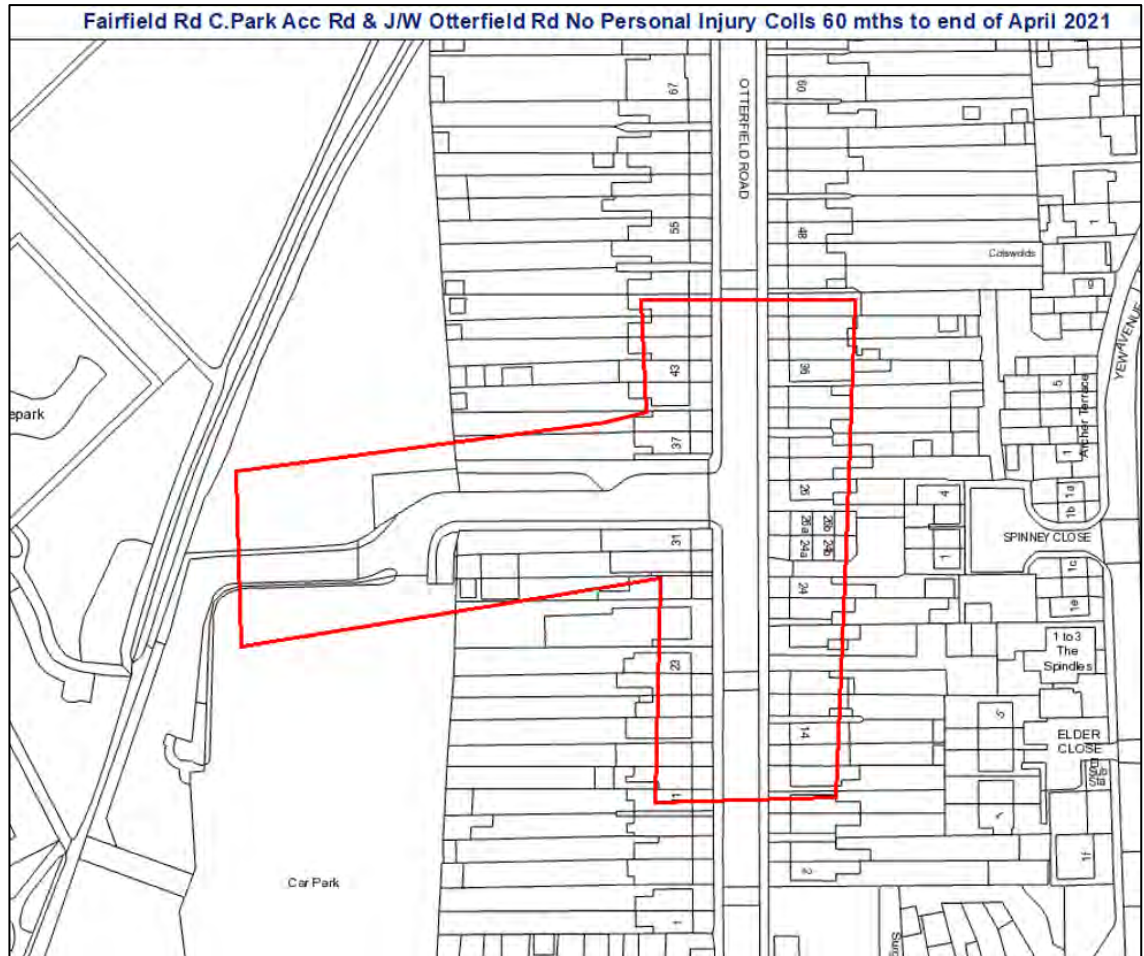 Fairfield Rd C.Park Acc Rd & J/W Otterfield Rd No Personal Injury Colls 60 mths to end of April 2021
67
OTTERFIELD ROAD
60
55
48
1
Cotswolds
9
YEW AVENUE
43
36
5
Archer Terrace
epark
37
1
26
4
1a
1b
26a
26b
SPINNEY CLOSE
31
24a
24b
1
1c
24
1e
1 to 3
The
Spindles
23
5
14
ELDER
CLOSE
Sub
Sta
11
1f
Car Park
2
1